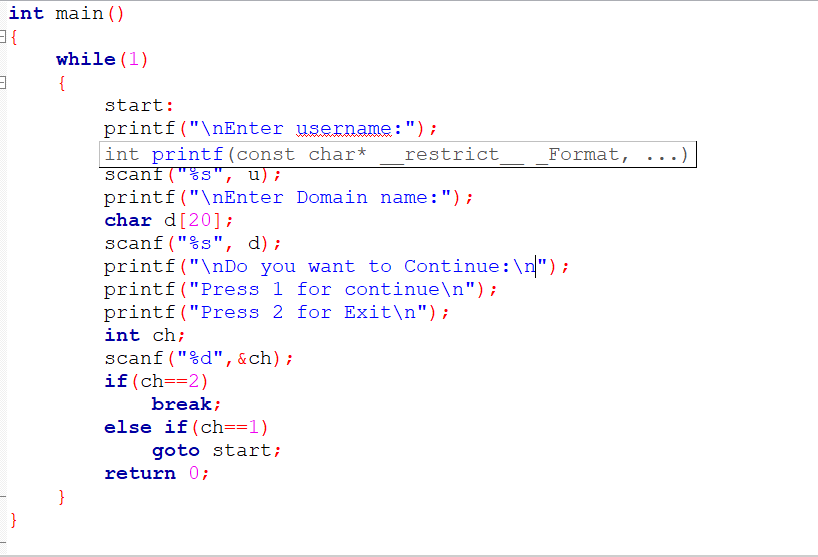 int main()
{
    while(1)
    {
        start:
        printf("\nEnter username:");
        int printf(const char* __restrict__ _Format, ...)
        scanf("%s", u);
        printf("\nEnter Domain name:");
        char d[20];
        scanf("%s", d);
        printf("\nDo you want to Continue:\n");
        printf("Press 1 for continue\n");
        printf("Press 2 for Exit\n");
        int ch;
        scanf("%d",&ch);
        if(ch==2)
            break;
        else if(ch==1)
            goto start;
        return 0;
    }
}